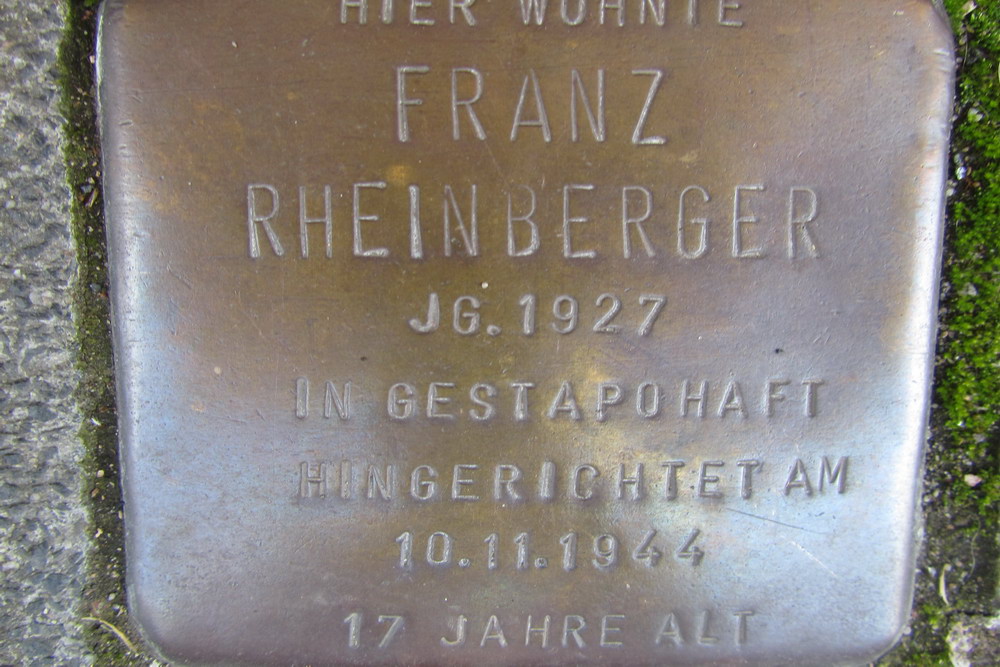 HIER WOHNTE
FRANZ
RHEINBERGER
JG. 1927
IN GESTAPOHAFT
HINGERICHTET AM
10.11.1944
17 JAHRE ALT